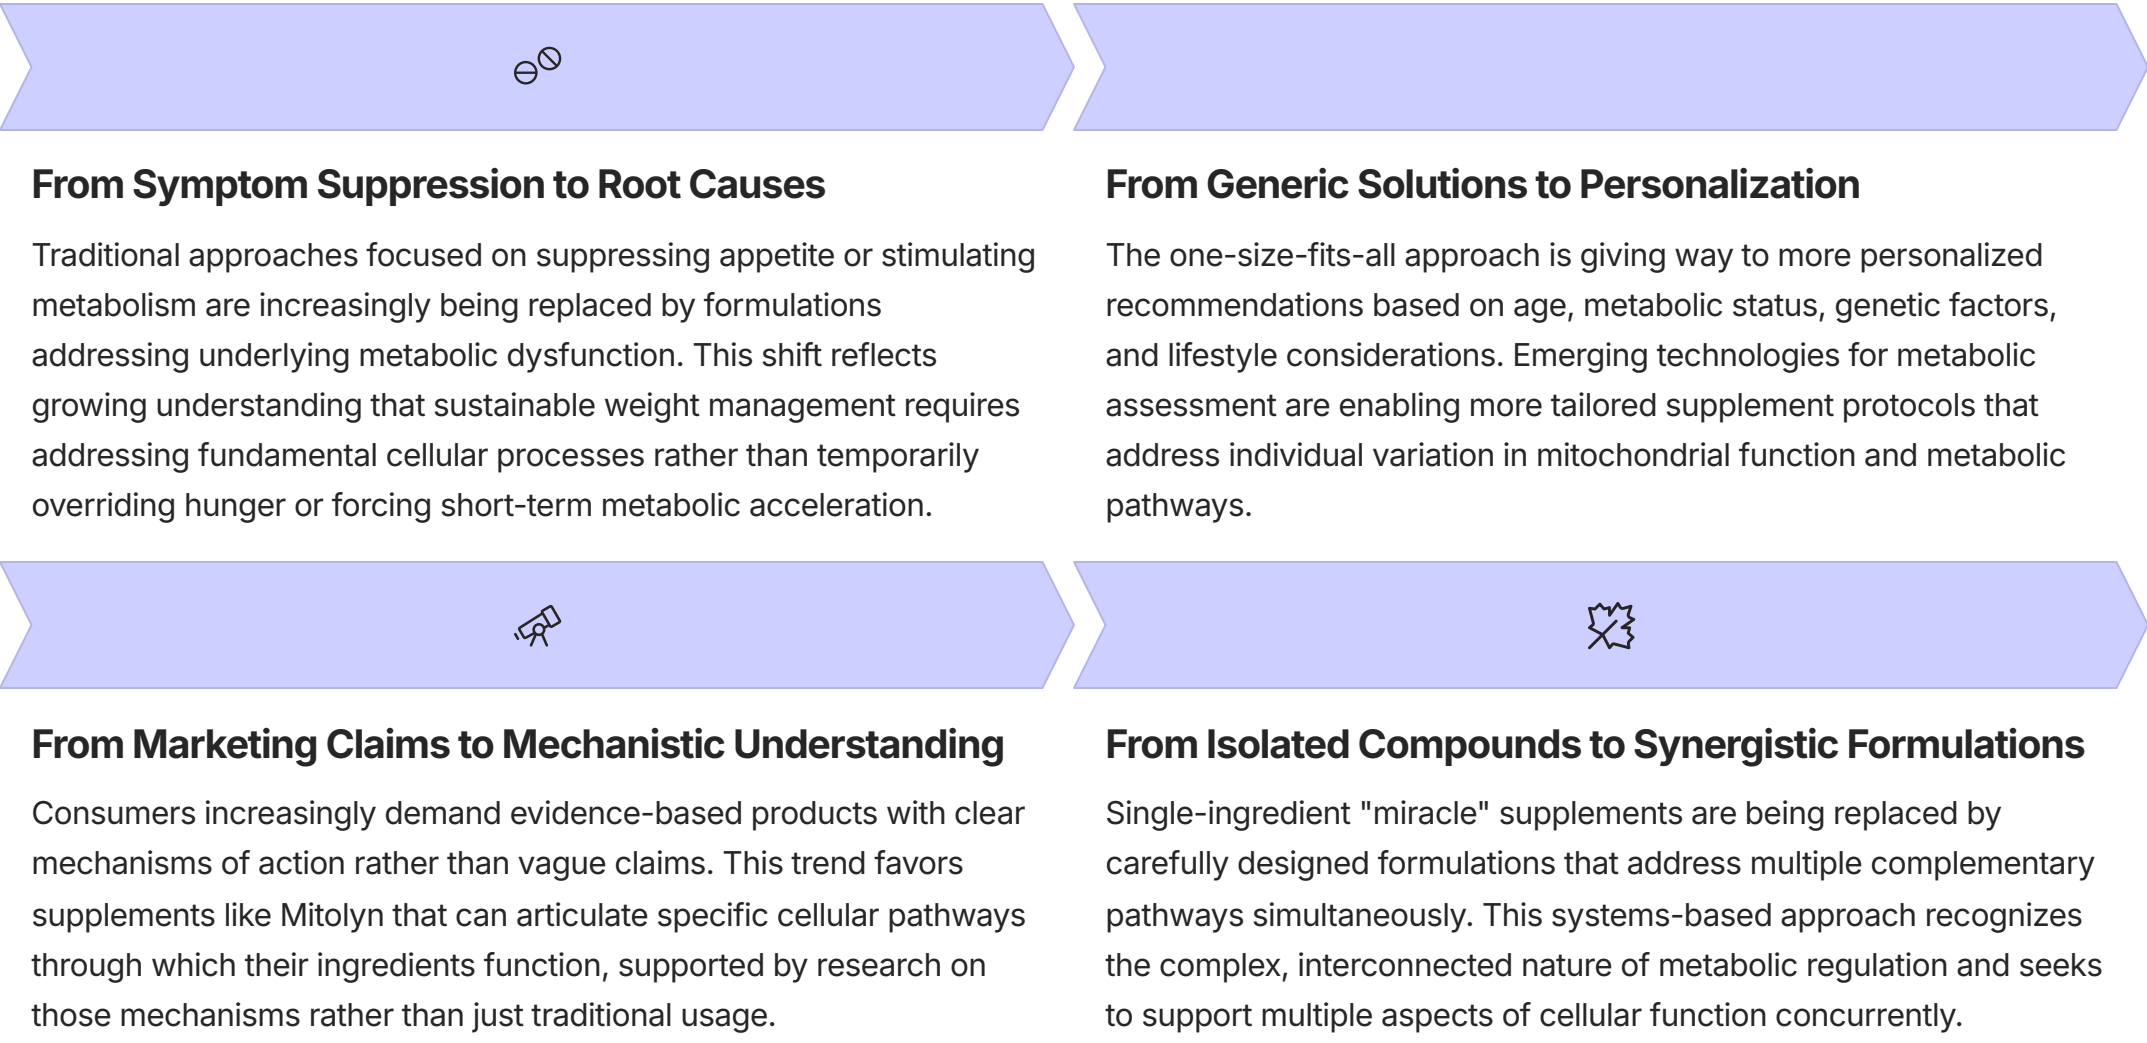 From Symptom Suppression to Root Causes
Traditional approaches focused on suppressing appetite or stimulating
metabolism are increasingly being replaced by formulations
addressing underlying metabolic dysfunction. This shift reflects
growing understanding that sustainable weight management requires
addressing fundamental cellular processes rather than temporarily
overriding hunger or forcing short-term metabolic acceleration.
From Generic Solutions to Personalization
The one-size-fits-all approach is giving way to more personalized
recommendations based on age, metabolic status, genetic factors,
and lifestyle considerations. Emerging technologies for metabolic
assessment are enabling more tailored supplement protocols that
address individual variation in mitochondrial function and metabolic
pathways.
From Marketing Claims to Mechanistic Understanding
Consumers increasingly demand evidence-based products with clear
mechanisms of action rather than vague claims. This trend favors
supplements like Mitolyn that can articulate specific cellular pathways
through which their ingredients function, supported by research on
those mechanisms rather than just traditional usage.
From Isolated Compounds to Synergistic Formulations
Single-ingredient "miracle" supplements are being replaced by
carefully designed formulations that address multiple complementary
pathways simultaneously. This systems-based approach recognizes
the complex, interconnected nature of metabolic regulation and seeks
to support multiple aspects of cellular function concurrently.